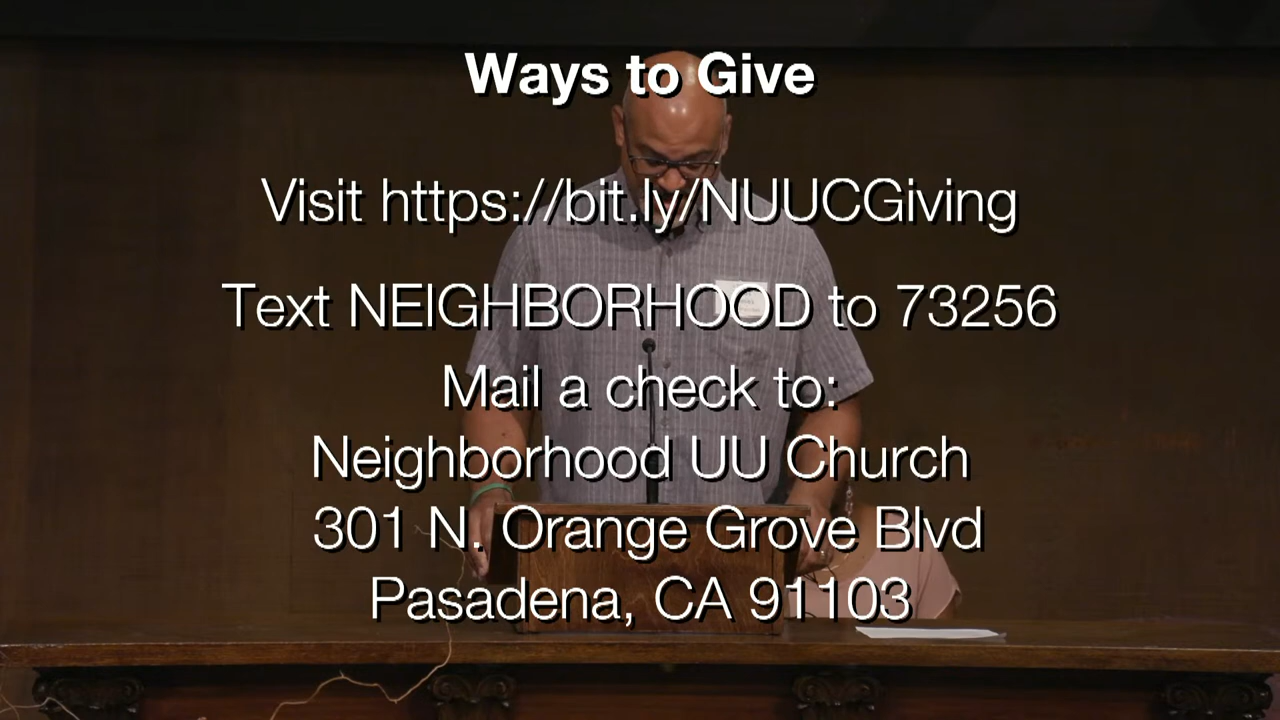 Ways to Give
Visit https://bit.ly/NUUCGiving
Text NEIGHBORHOOD to 73256
Mail a check to:
Neighborhood UU Church
301 N. Orange Grove Blvd
Pasadena, CA 91103